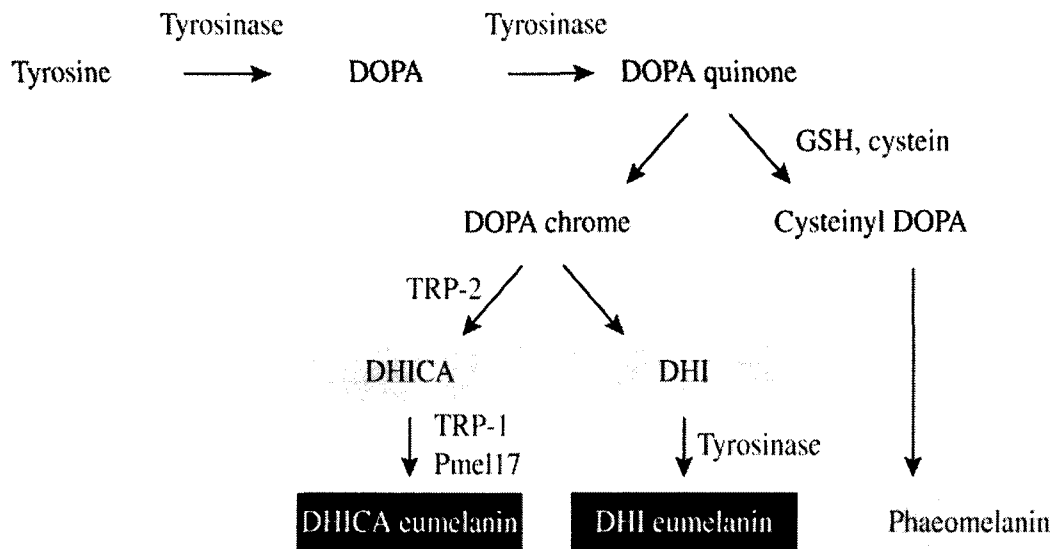 Tyrosinase Tyrosinase
Tyrosine DOPA DOPA quinone
GSH, cystein
DOPA chrome Cysteinyl DOPA
TRP-2
DHICA DHI
TRP-1
Pmel17
Tyrosinase
DHICA eumelanin DHI eumelanin Phaeomelanin